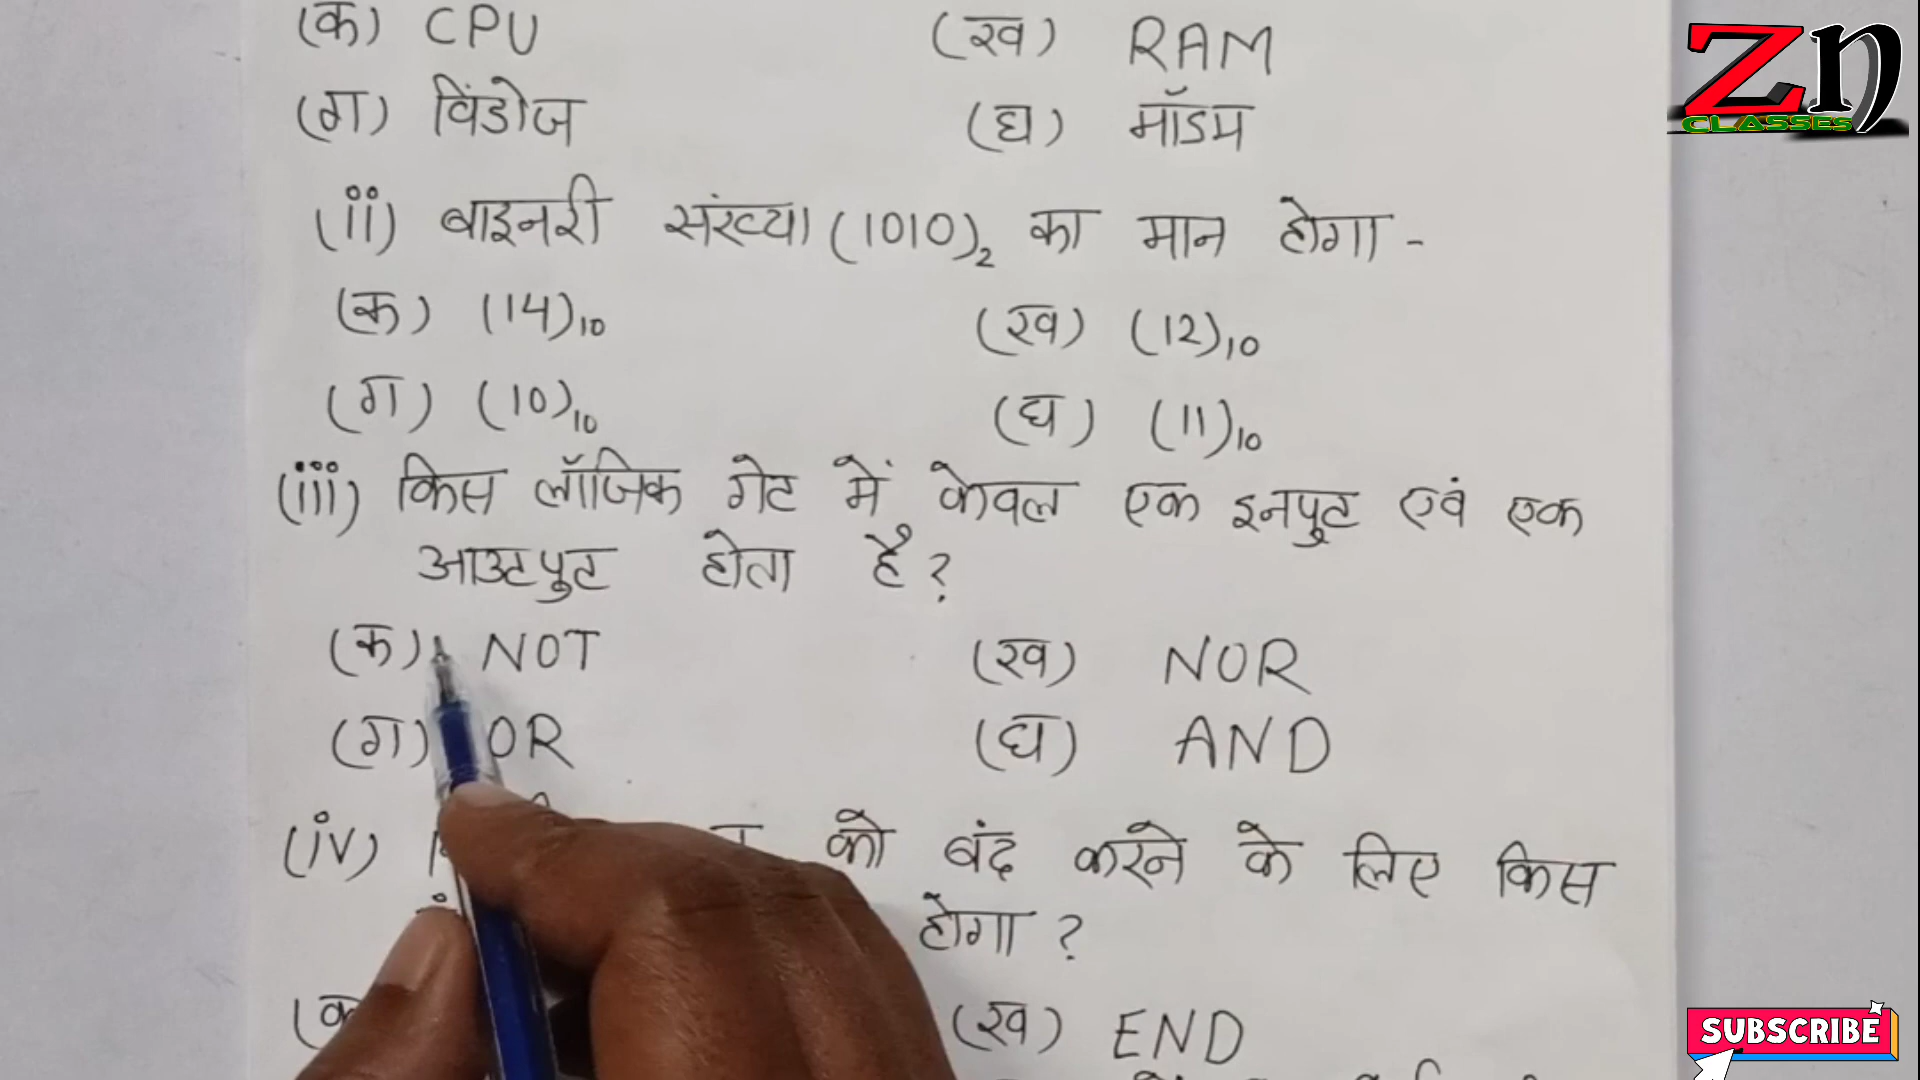 (क) CPU (ख) RAM
(ग) विंडोज (घ) मॉडम
(ii) बाइनरी संख्या (1010)₂ का मान होगा -
(क) (14)₁₀ (ख) (12)₁₀
(ग) (10)₁₀ (घ) (11)₁₀
(iii) किस लॉजिक गेट में केवल एक इनपुट एवं एक
आउटपुट होता है?
(क) NOT (ख) NOR
(ग) OR (घ) AND
(iv) को बंद करने के लिए किस
होगा ?
(ख) END
Zn
CLASSES
SUBSCRIBE